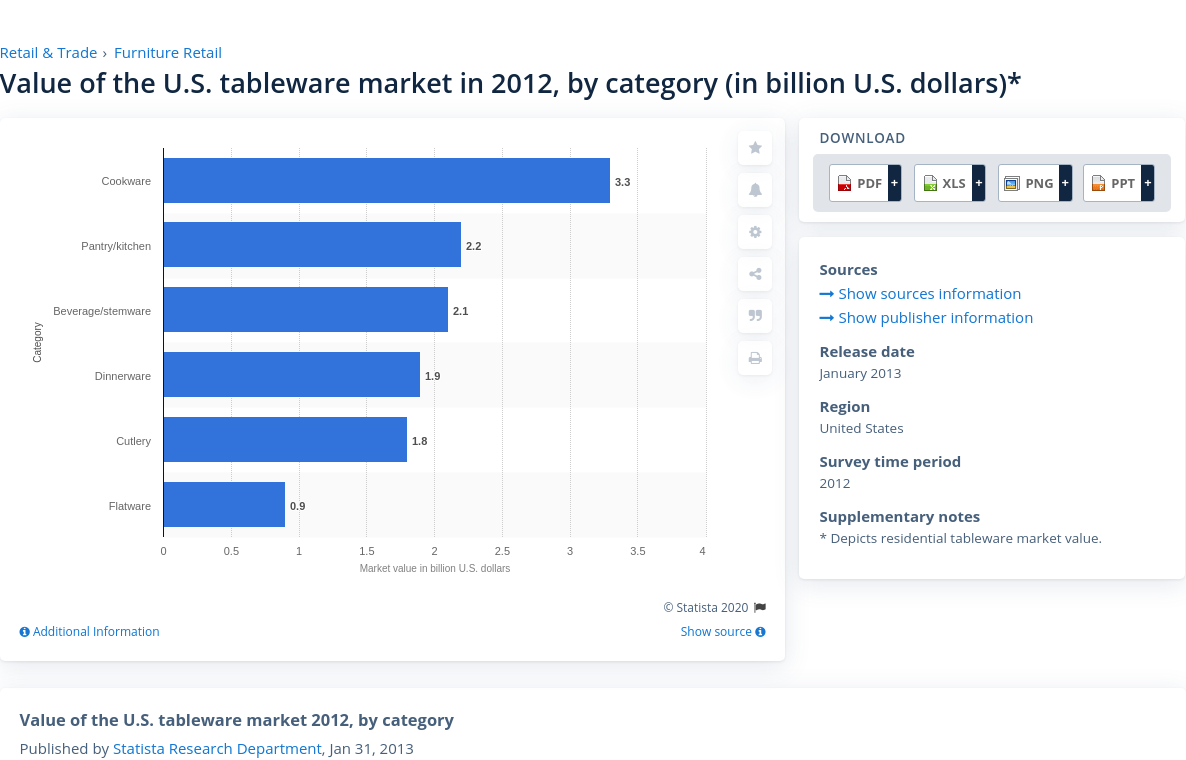 Retail & Trade › Furniture Retail
Value of the U.S. tableware market in 2012, by category (in billion U.S. dollars)*
Category
Cookware 3.3
Pantry/kitchen 2.2
Beverage/stemware 2.1
Dinnerware 1.9
Cutlery 1.8
Flatware 0.9
0 0.5 1 1.5 2 2.5 3 3.5 4
Market value in billion U.S. dollars
© Statista 2020
Additional Information Show source
DOWNLOAD
PDF + XLS + PNG + PPT +
Sources
Show sources information
Show publisher information
Release date
January 2013
Region
United States
Survey time period
2012
Supplementary notes
* Depicts residential tableware market value.
Value of the U.S. tableware market 2012, by category
Published by Statista Research Department, Jan 31, 2013